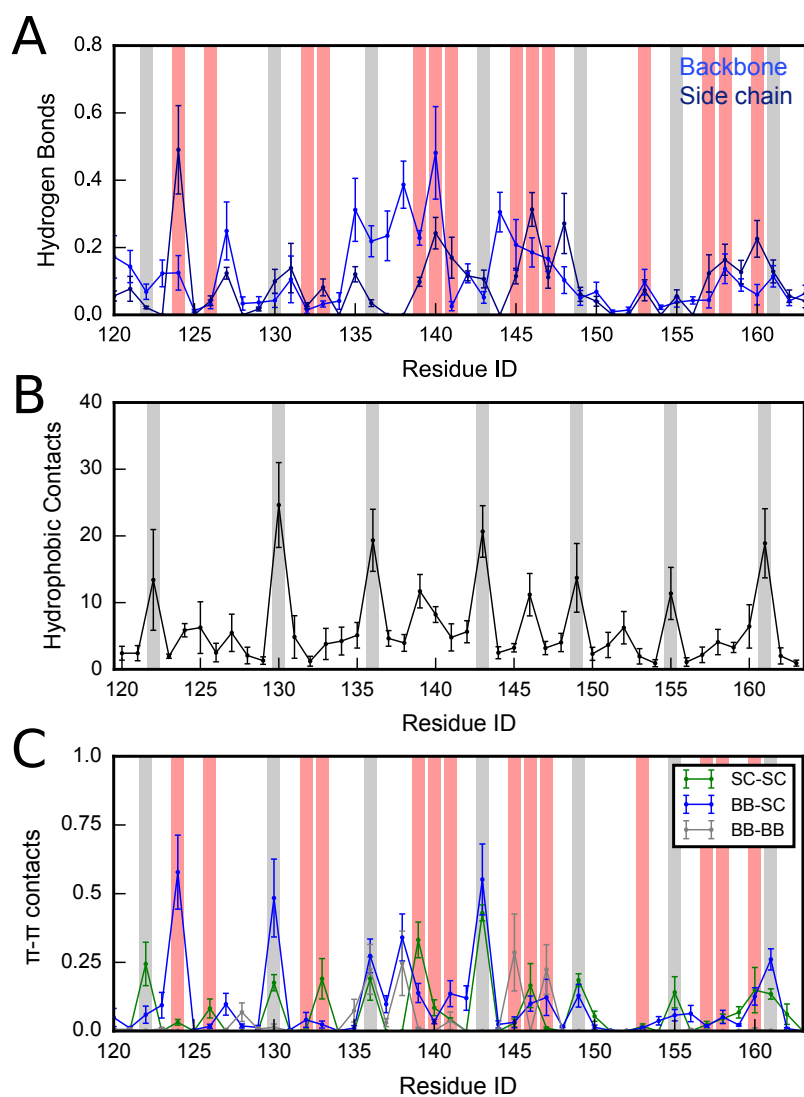 A
0.8
0.6
0.4
0.2
0.0
Hydrogen Bonds
Backbone
Side chain
120 125 130 135 140 145 150 155 160
Residue ID
B
40
30
20
10
0
Hydrophobic Contacts
120 125 130 135 140 145 150 155 160
Residue ID
C
1.0
0.75
0.5
0.25
0.0
π-π contacts
SC-SC
BB-SC
BB-BB
120 125 130 135 140 145 150 155 160
Residue ID